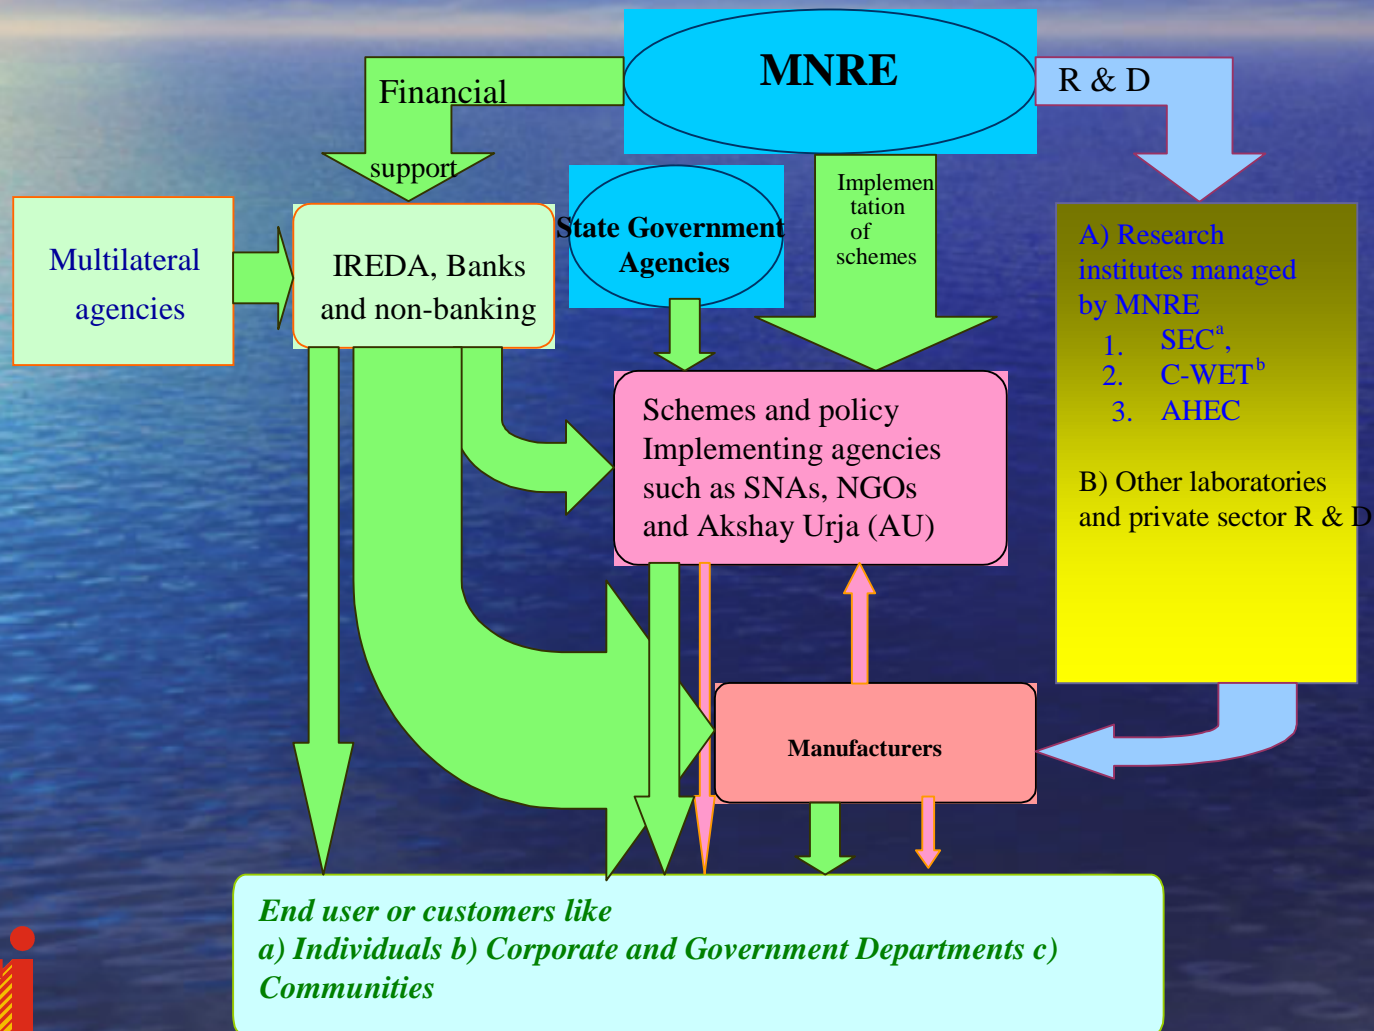 MNRE
Financial
support
R & D
Implemen
tation
of
schemes
State Government
Agencies
Multilateral
agencies
IREDA, Banks
and non-banking
A) Research
institutes managed
by MNRE
1. SECa,
2. C-WETb
3. AHEC
B) Other laboratories
and private sector R & D
Schemes and policy
Implementing agencies
such as SNAs, NGOs
and Akshay Urja (AU)
Manufacturers
End user or customers like
a) Individuals b) Corporate and Government Departments c)
Communities